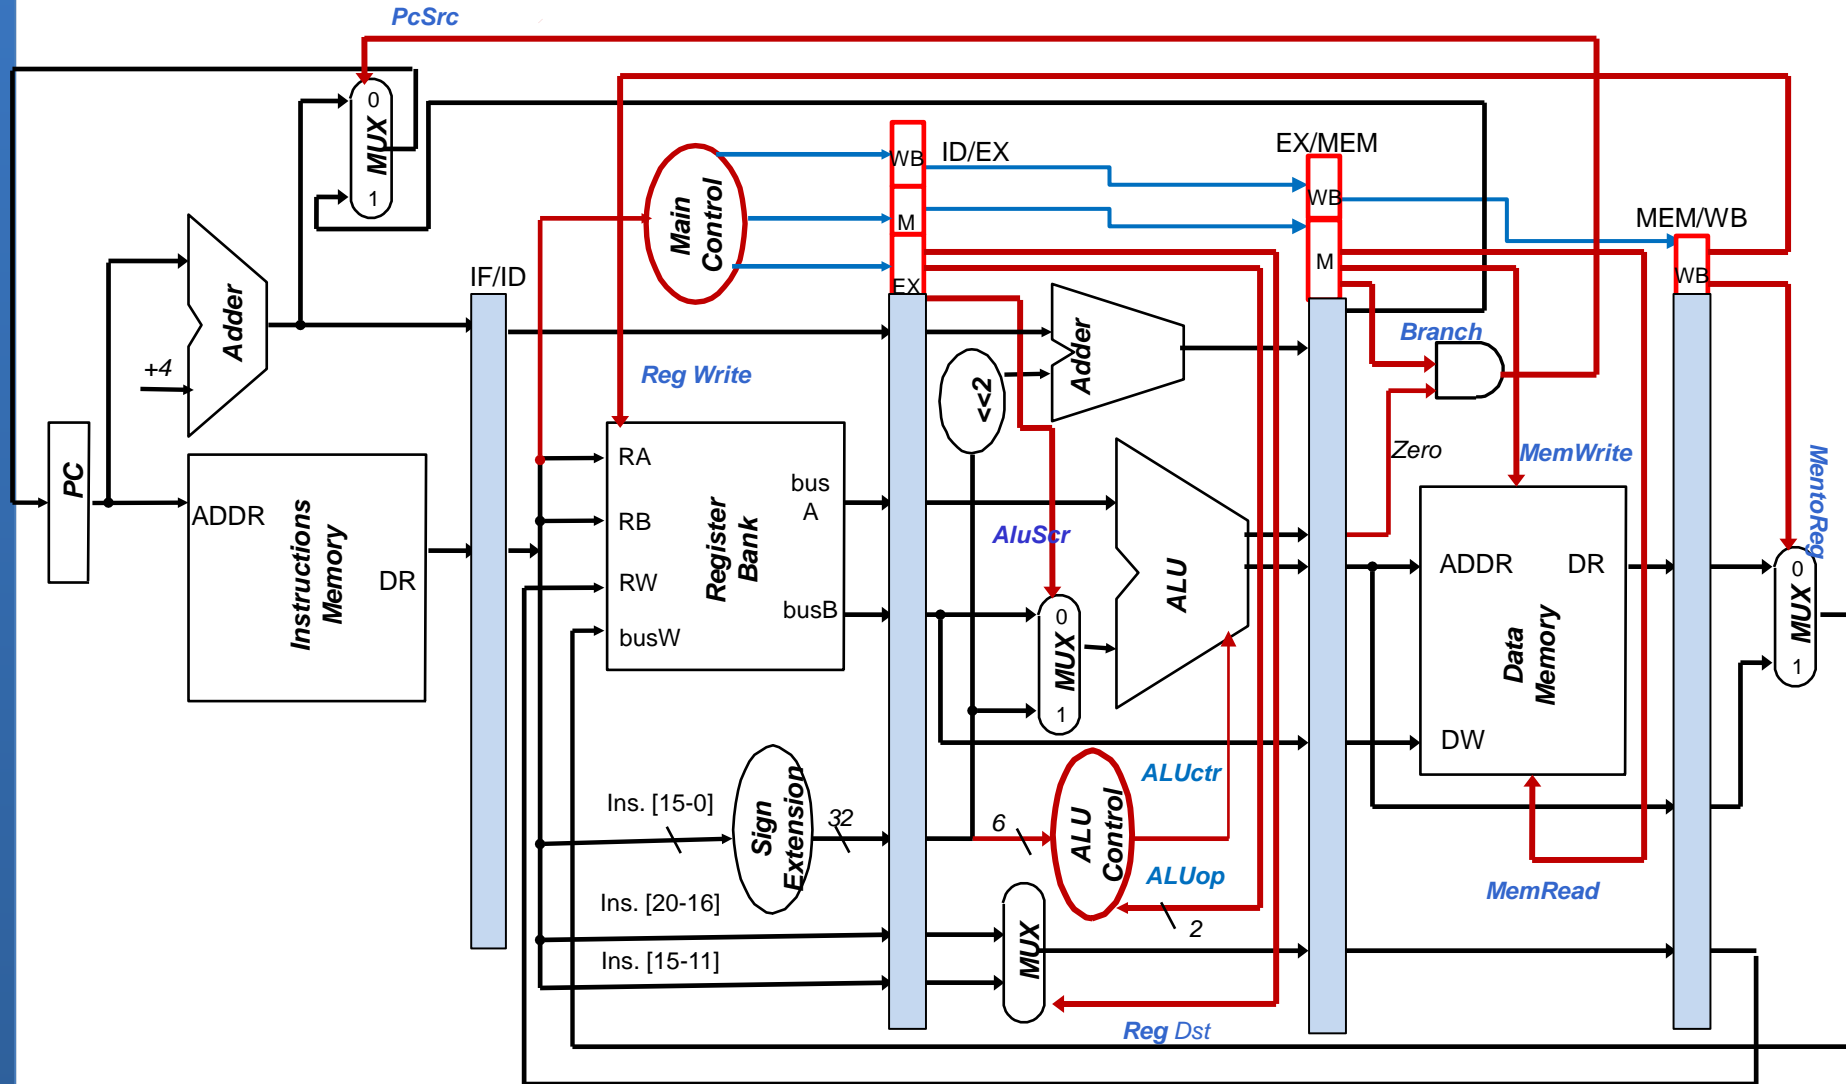 PcSrc
0
MUX
1
WB
ID/EX
EX/MEM
Main
Control
WB
M
MEM/WB
M
WB
EX
IF/ID
Adder
+4
Reg Write
<<2
Adder
Branch
Zero
MemWrite
MentoReg
PC
ADDR
Instructions
Memory
DR
RA
RB
RW
busW
Register
Bank
bus
A
busB
AluScr
0
MUX
1
ALU
ADDR
DR
Data
Memory
DW
0
MUX
1
Ins. [15-0]
Sign
Extension
32
6
ALU
Control
ALUctr
ALUop
2
MemRead
Ins. [20-16]
Ins. [15-11]
MUX
Reg Dst